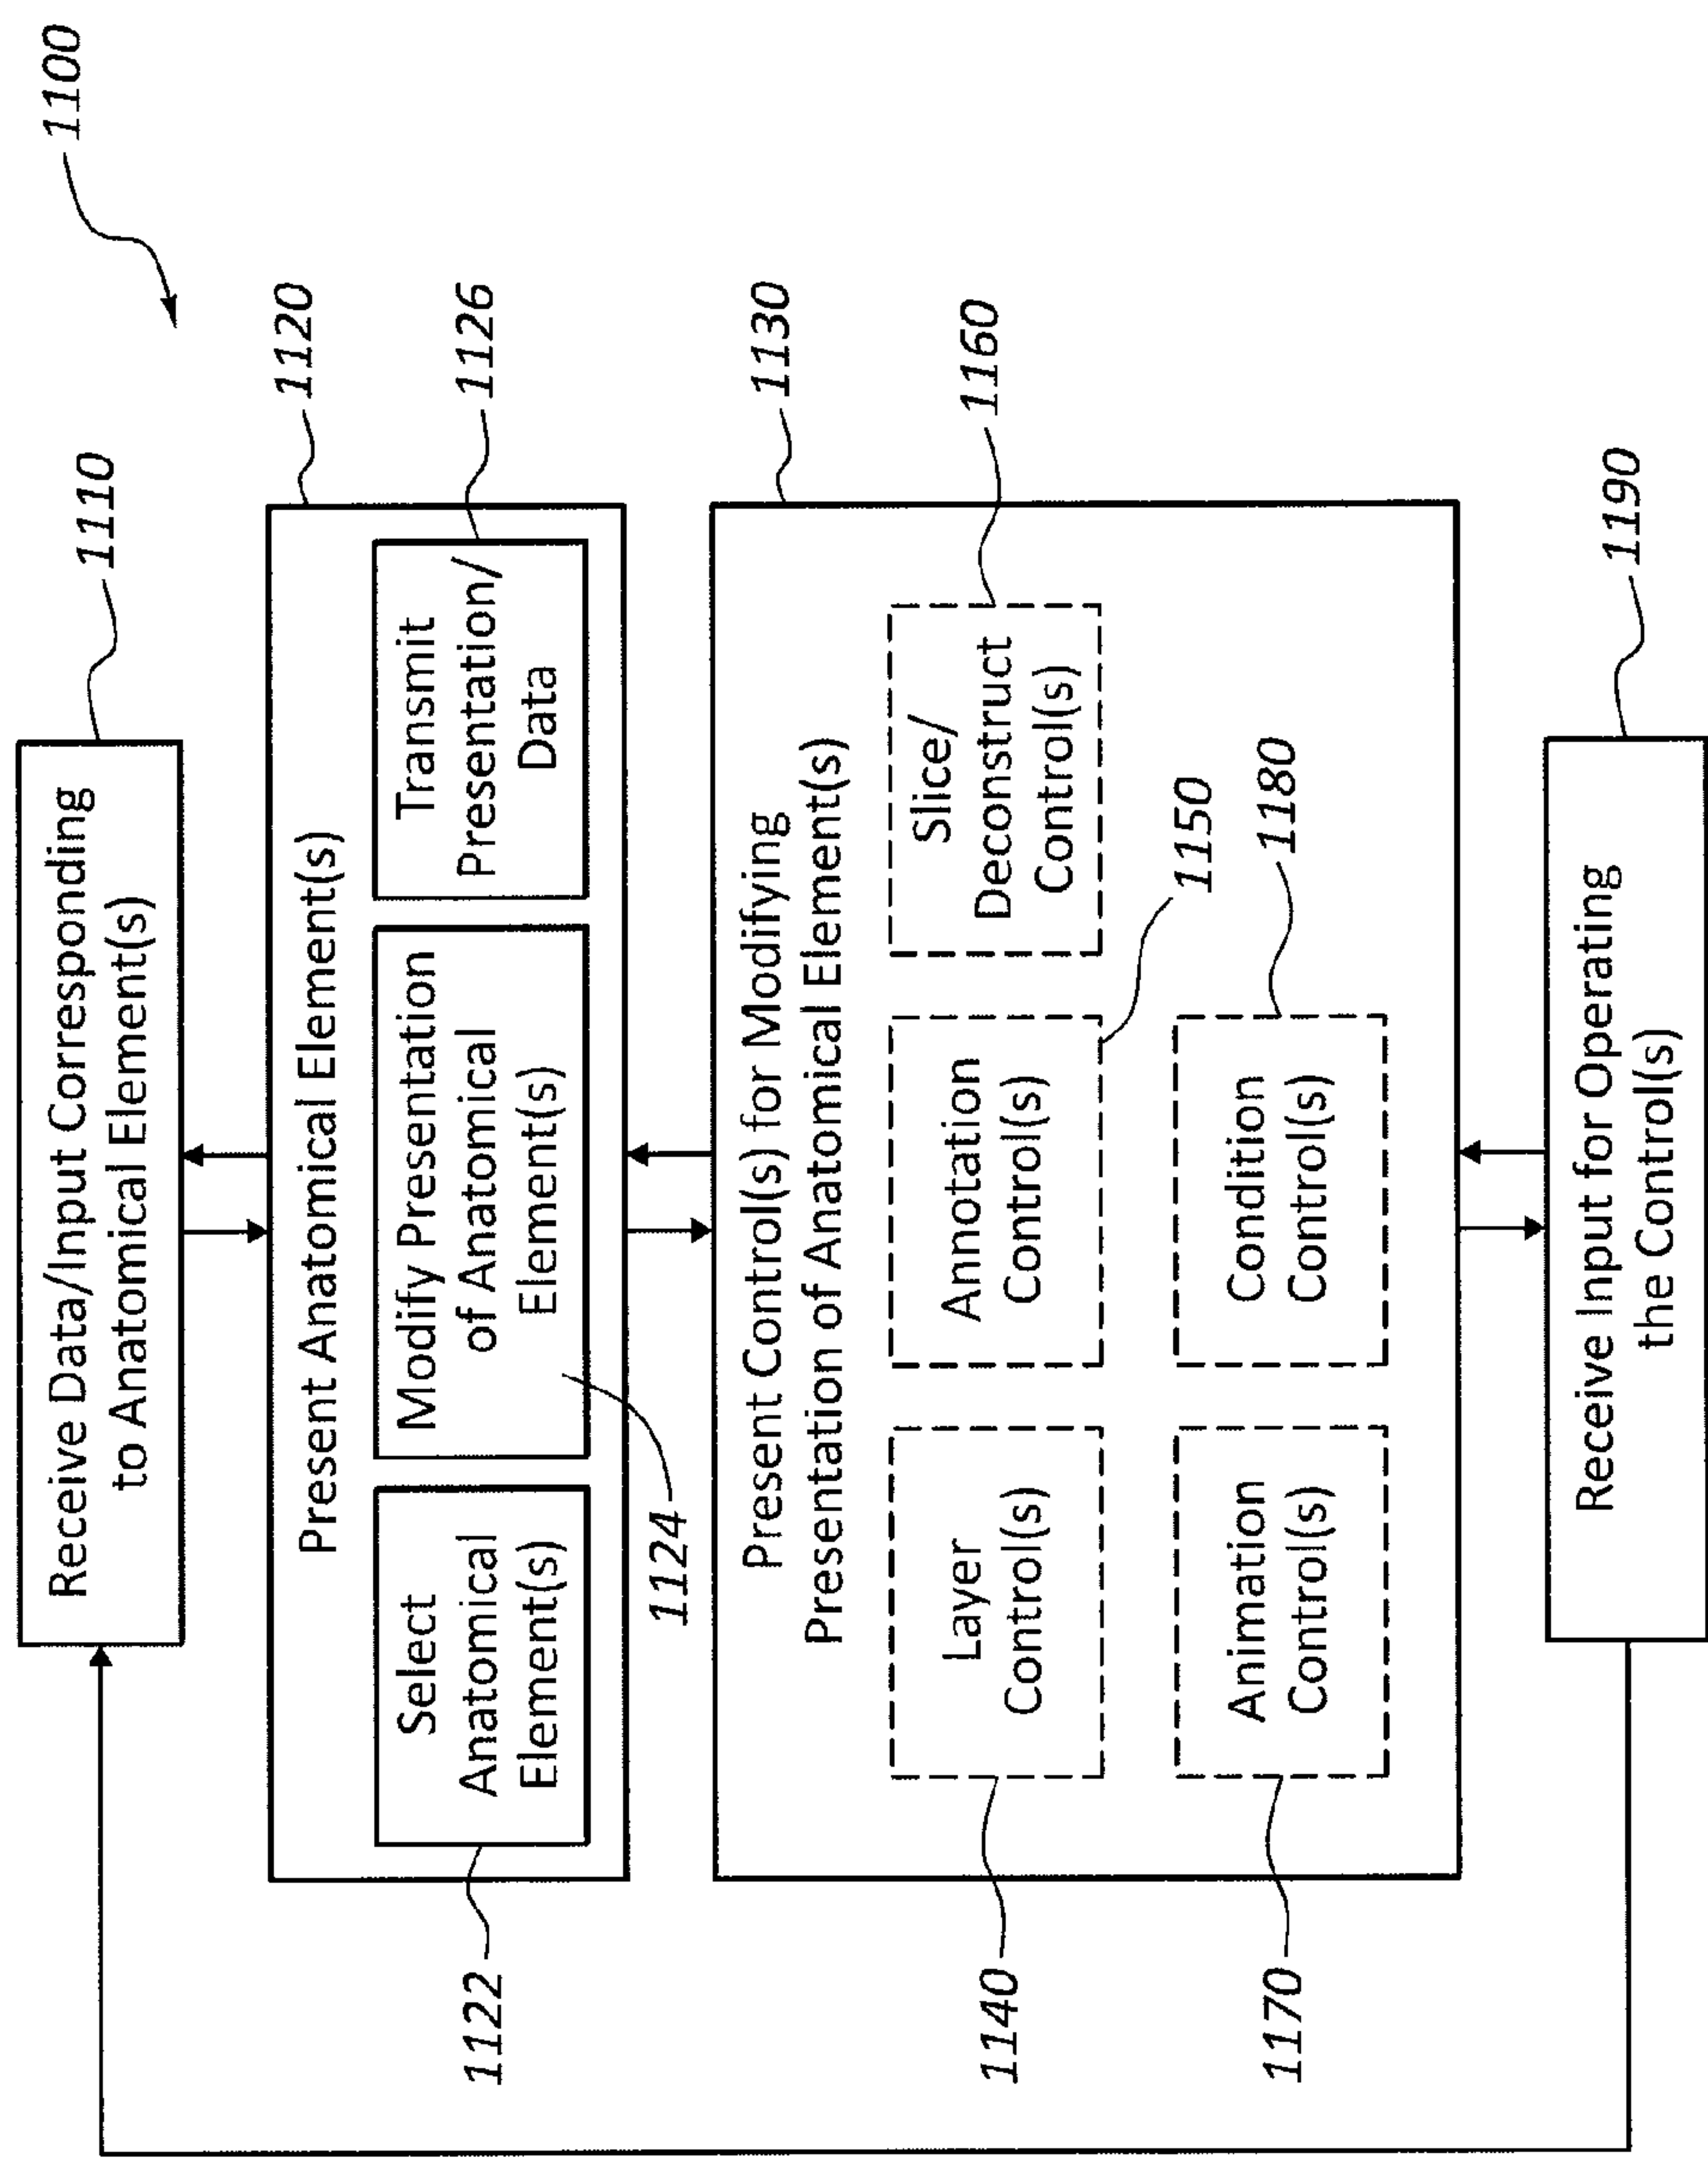 1100
Receive Data/Input Corresponding
to Anatomical Element(s)
1110
Present Anatomical Element(s)
1120
Select
Anatomical
Element(s)
1122
Modify Presentation
of Anatomical
Element(s)
1124
Transmit
Presentation/
Data
1126
Present Control(s) for Modifying
Presentation of Anatomical Element(s)
1130
Layer
Control(s)
1140
Annotation
Control(s)
1150
Slice/
Deconstruct
Control(s)
1160
Animation
Control(s)
1170
Condition
Control(s)
1180
Receive Input for Operating
the Control(s)
1190